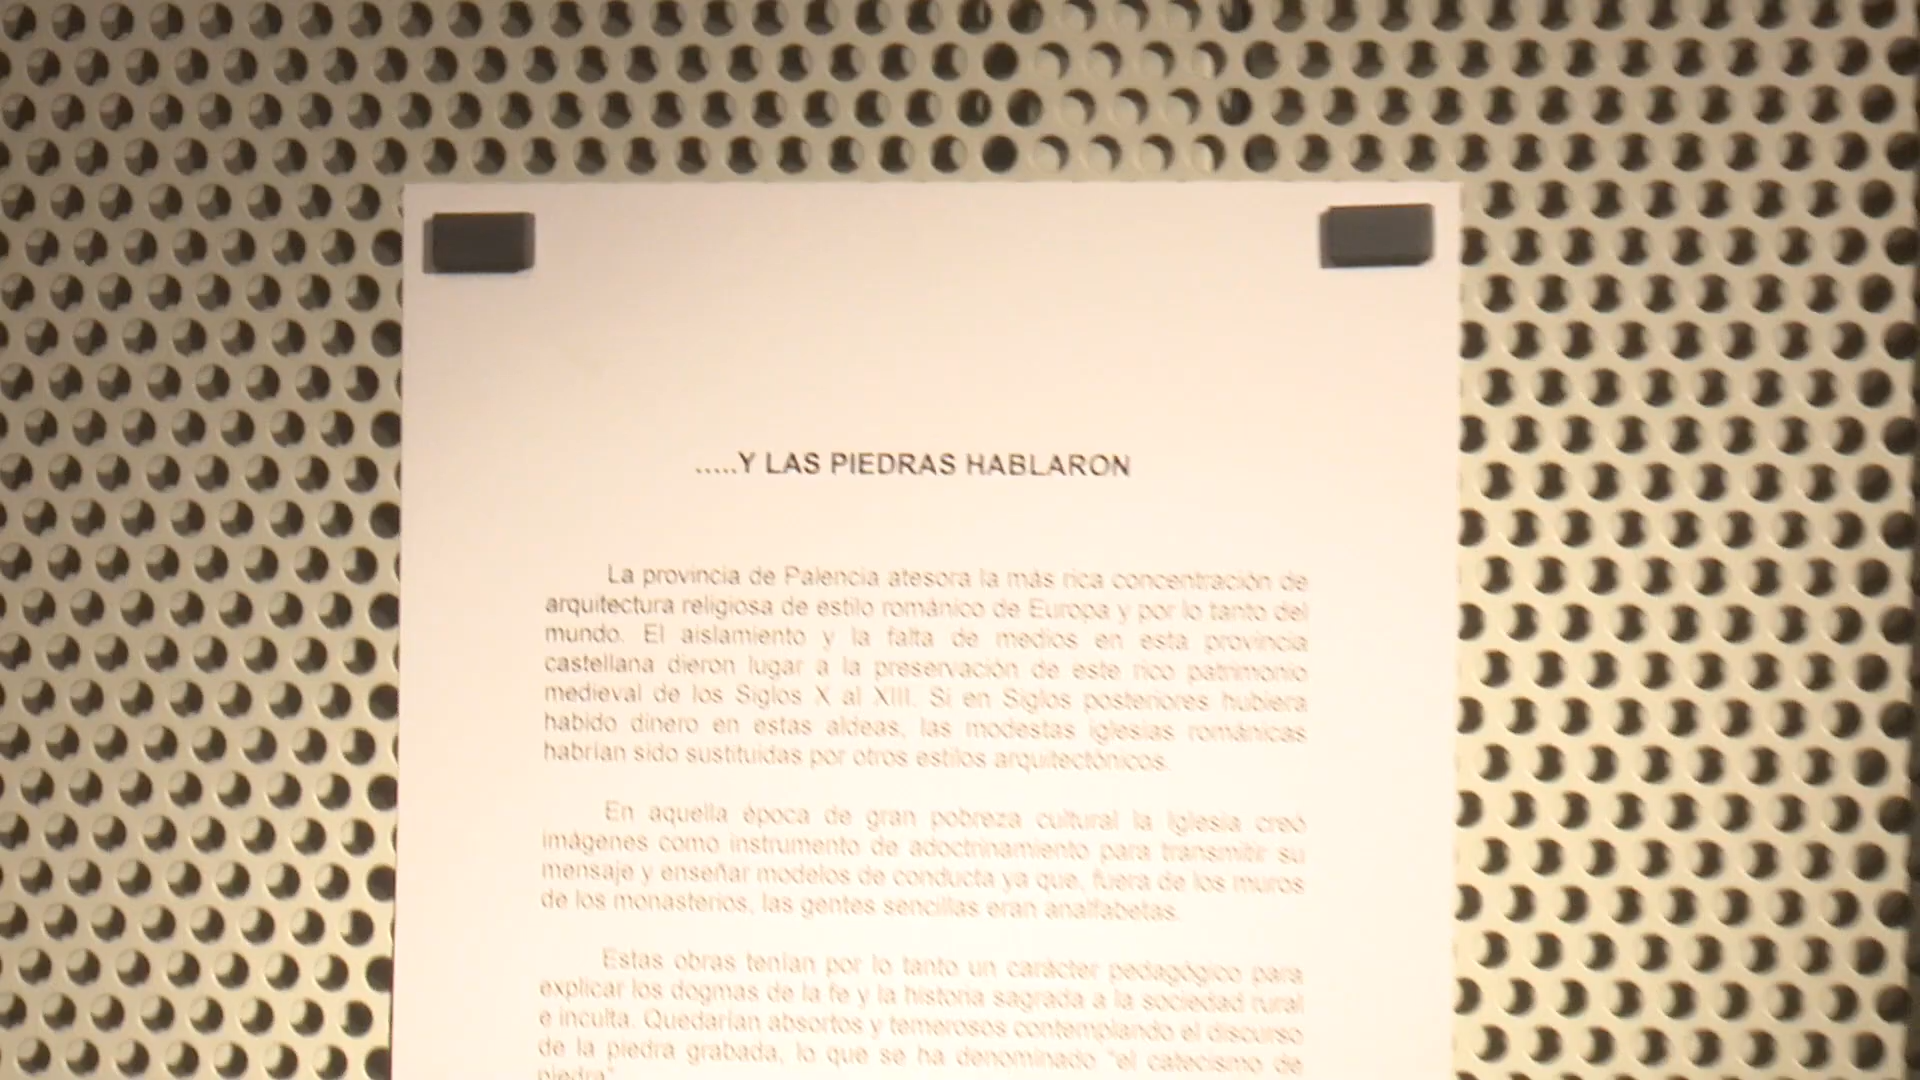 .....Y LAS PIEDRAS HABLARON
La provincia de Palencia atesora la más rica concentración de
arquitectura religiosa de estilo románico de Europa y por lo tanto del
mundo. El aislamiento y la falta de medios en esta provincia
castellana dieron lugar a la preservación de este rico patrimonio
medieval de los Siglos X al XIII. Si en Siglos posteriores hubiera
habido dinero en estas aldeas, las modestas iglesias románicas
habrían sido sustituidas por otros estilos arquitectónicos.
En aquella época de gran pobreza cultural la Iglesia creó
imágenes como instrumento de adoctrinamiento para transmitir su
mensaje y enseñar modelos de conducta ya que, fuera de los muros
de los monasterios, las gentes sencillas eran analfabetas.
Estas obras tenían por lo tanto un carácter pedagógico para
explicar los dogmas de la fe y la historia sagrada a la sociedad rural
e inculta. Quedarían absortos y temerosos contemplando el discurso
de la piedra grabada, lo que se ha denominado "el catecismo de
piedra"